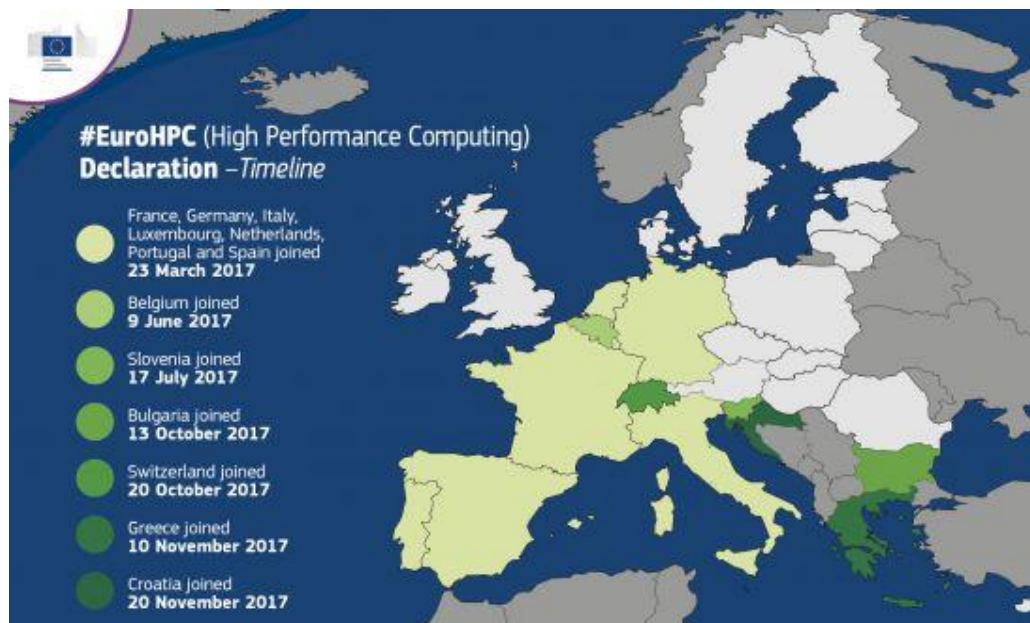 #EuroHPC (High Performance Computing)
Declaration –Timeline
France, Germany, Italy,
Luxembourg, Netherlands,
Portugal and Spain joined
23 March 2017
Belgium joined
9 June 2017
Slovenia joined
17 July 2017
Bulgaria joined
13 October 2017
Switzerland joined
20 October 2017
Greece joined
10 November 2017
Croatia joined
20 November 2017